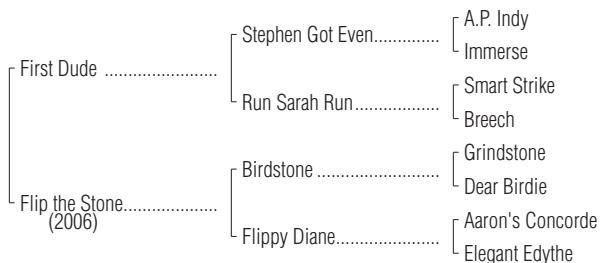 A.P. Indy
Stephen Got Even..............
Immerse
First Dude ........................
Smart Strike
Run Sarah Run..................
Breech
Grindstone
Birdstone ..........................
Dear Birdie
Flip the Stone....................
(2006)
Aaron's Concorde
Flippy Diane......................
Elegant Edythe